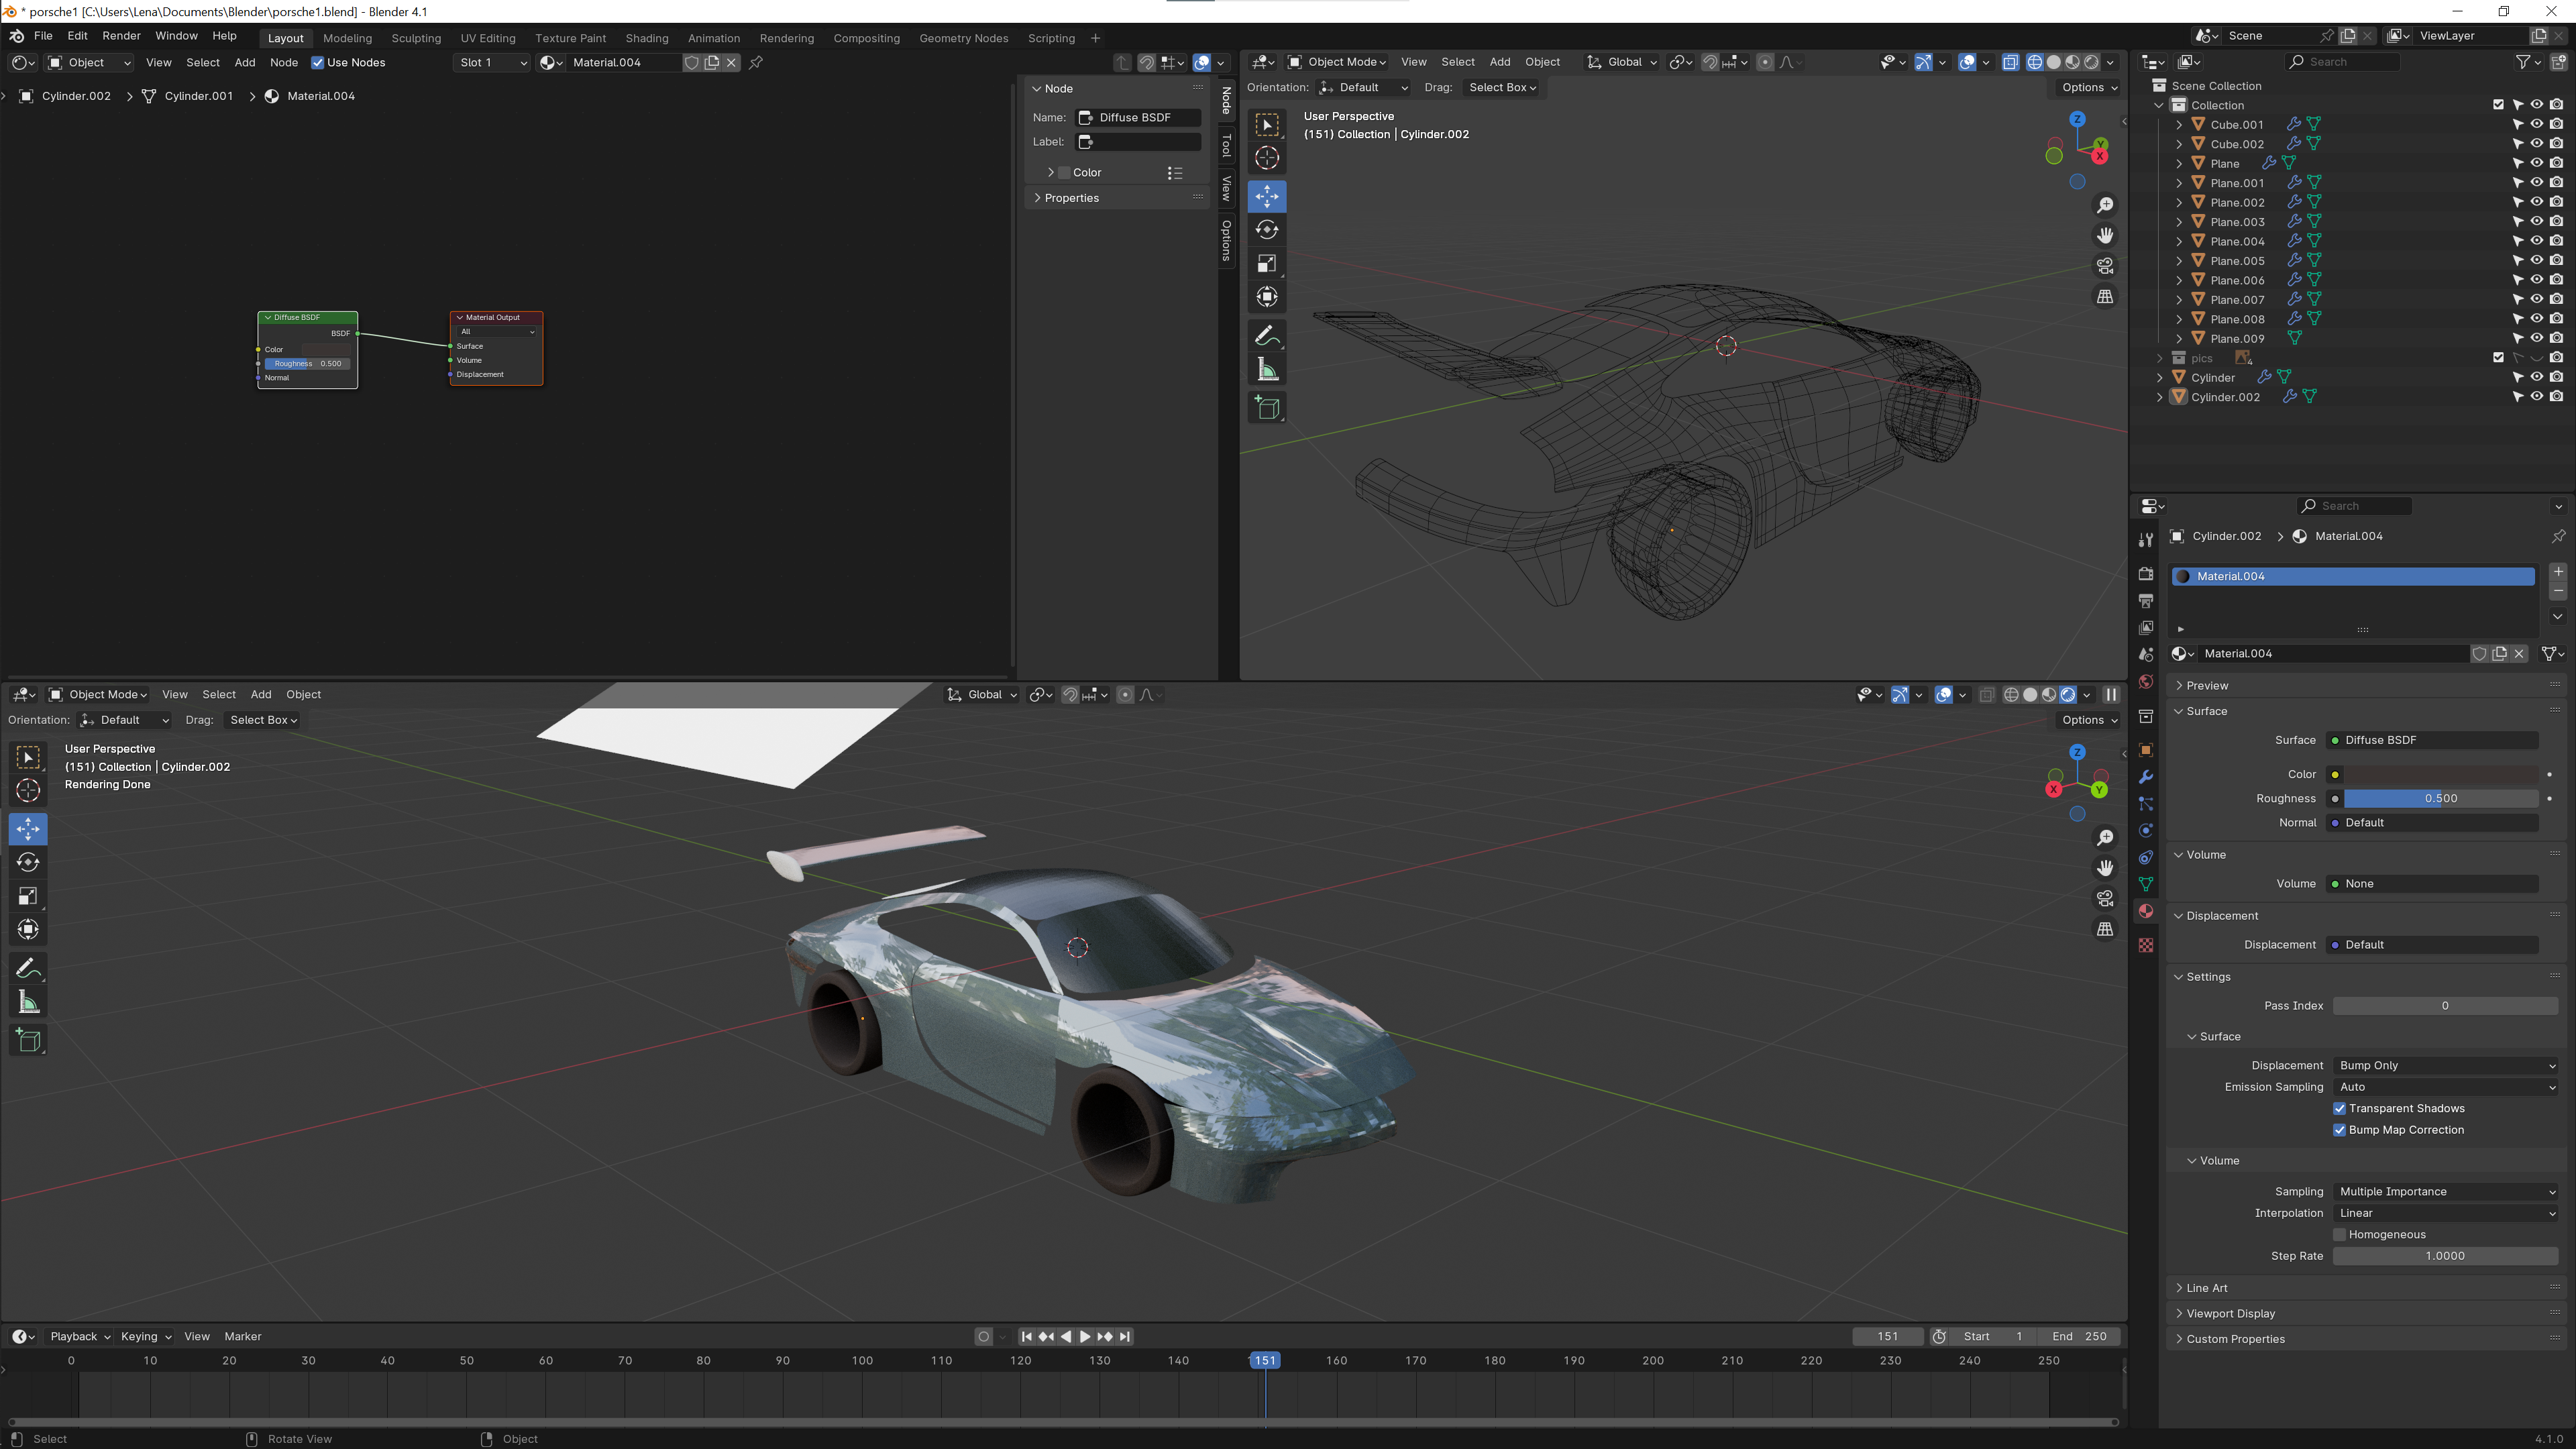 * porsche1 [C:\Users\Lena\Documents\Blender\porsche1.blend] - Blender 4.1
File Edit Render Window Help Layout Modeling Sculpting UV Editing Texture Paint Shading Animation Rendering Compositing Geometry Nodes Scripting + Scene ViewLayer
Object View Select Add Node Use Nodes Slot 1 Material.004
Cylinder.002 > Cylinder.001 > Material.004
Node
Name: Diffuse BSDF
Label:
Color
Properties
Node
Tool
View
Options
Diffuse BSDF
BSDF
Color
Roughness 0.500
Normal
Material Output
All
Surface
Volume
Displacement
Object Mode View Select Add Object Global
Orientation: Default Drag: Select Box Options
User Perspective
(151) Collection | Cylinder.002
Z
Y
X
Search
Scene Collection
Collection
Cube.001
Cube.002
Plane
Plane.001
Plane.002
Plane.003
Plane.004
Plane.005
Plane.006
Plane.007
Plane.008
Plane.009
pics 4
Cylinder
Cylinder.002
Object Mode View Select Add Object Global
Orientation: Default Drag: Select Box Options
User Perspective
(151) Collection | Cylinder.002
Rendering Done
Z
X
Y
Search
Cylinder.002 > Material.004
Material.004
Material.004
Preview
Surface
Surface Diffuse BSDF
Color
Roughness 0.500
Normal Default
Volume
Volume None
Displacement
Displacement Default
Settings
Pass Index 0
Surface
Displacement Bump Only
Emission Sampling Auto
Transparent Shadows
Bump Map Correction
Volume
Sampling Multiple Importance
Interpolation Linear
Homogeneous
Step Rate 1.0000
Line Art
Viewport Display
Custom Properties
Playback Keying View Marker 151 Start 1 End 250
0 10 20 30 40 50 60 70 80 90 100 110 120 130 140 151 160 170 180 190 200 210 220 230 240 250
Select Rotate View Object 4.1.0